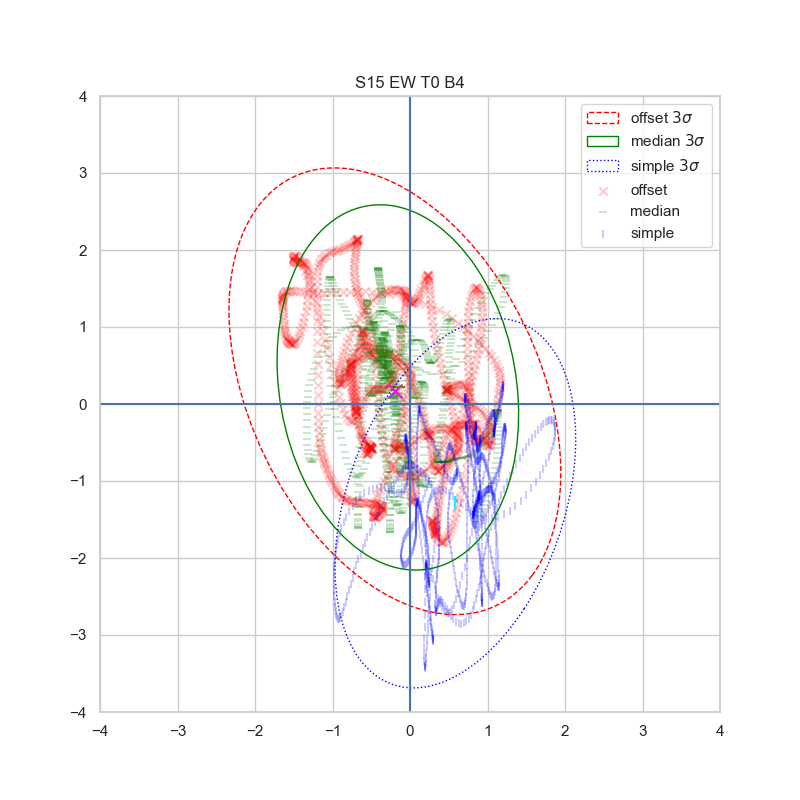 S15 EW T0 B4
4
3
2
1
0
−1
−2
−3
−4
−4
−3
−2
−1
0
1
2
3
4
offset 3σ
median 3σ
simple 3σ
offset
median
simple